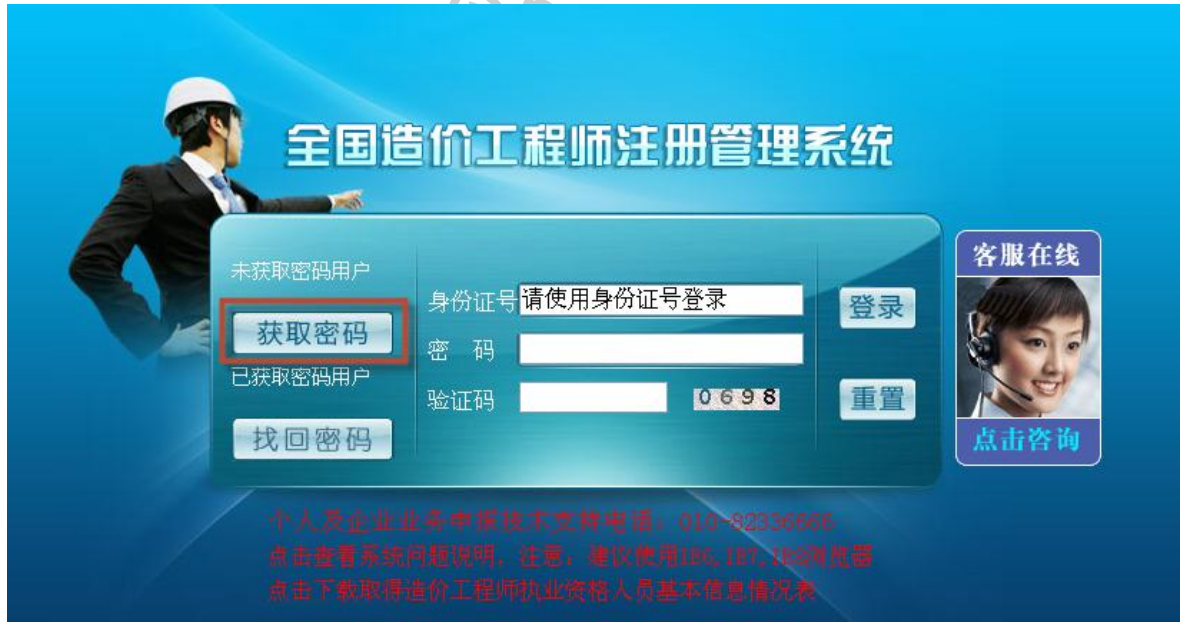 全国造价工程师注册管理系统
未获取密码用户
获取密码
已获取密码用户
找回密码
身份证号 请使用身份证号登录
密 码
验证码 0698
登录
重置
客服在线
点击咨询
个人及企业业务申报技术支持电话：010-82336666
点击查看系统问题说明，注意：建议使用IE6,IE7,IE8浏览器
点击下载取得造价工程师执业资格人员基本信息情况表